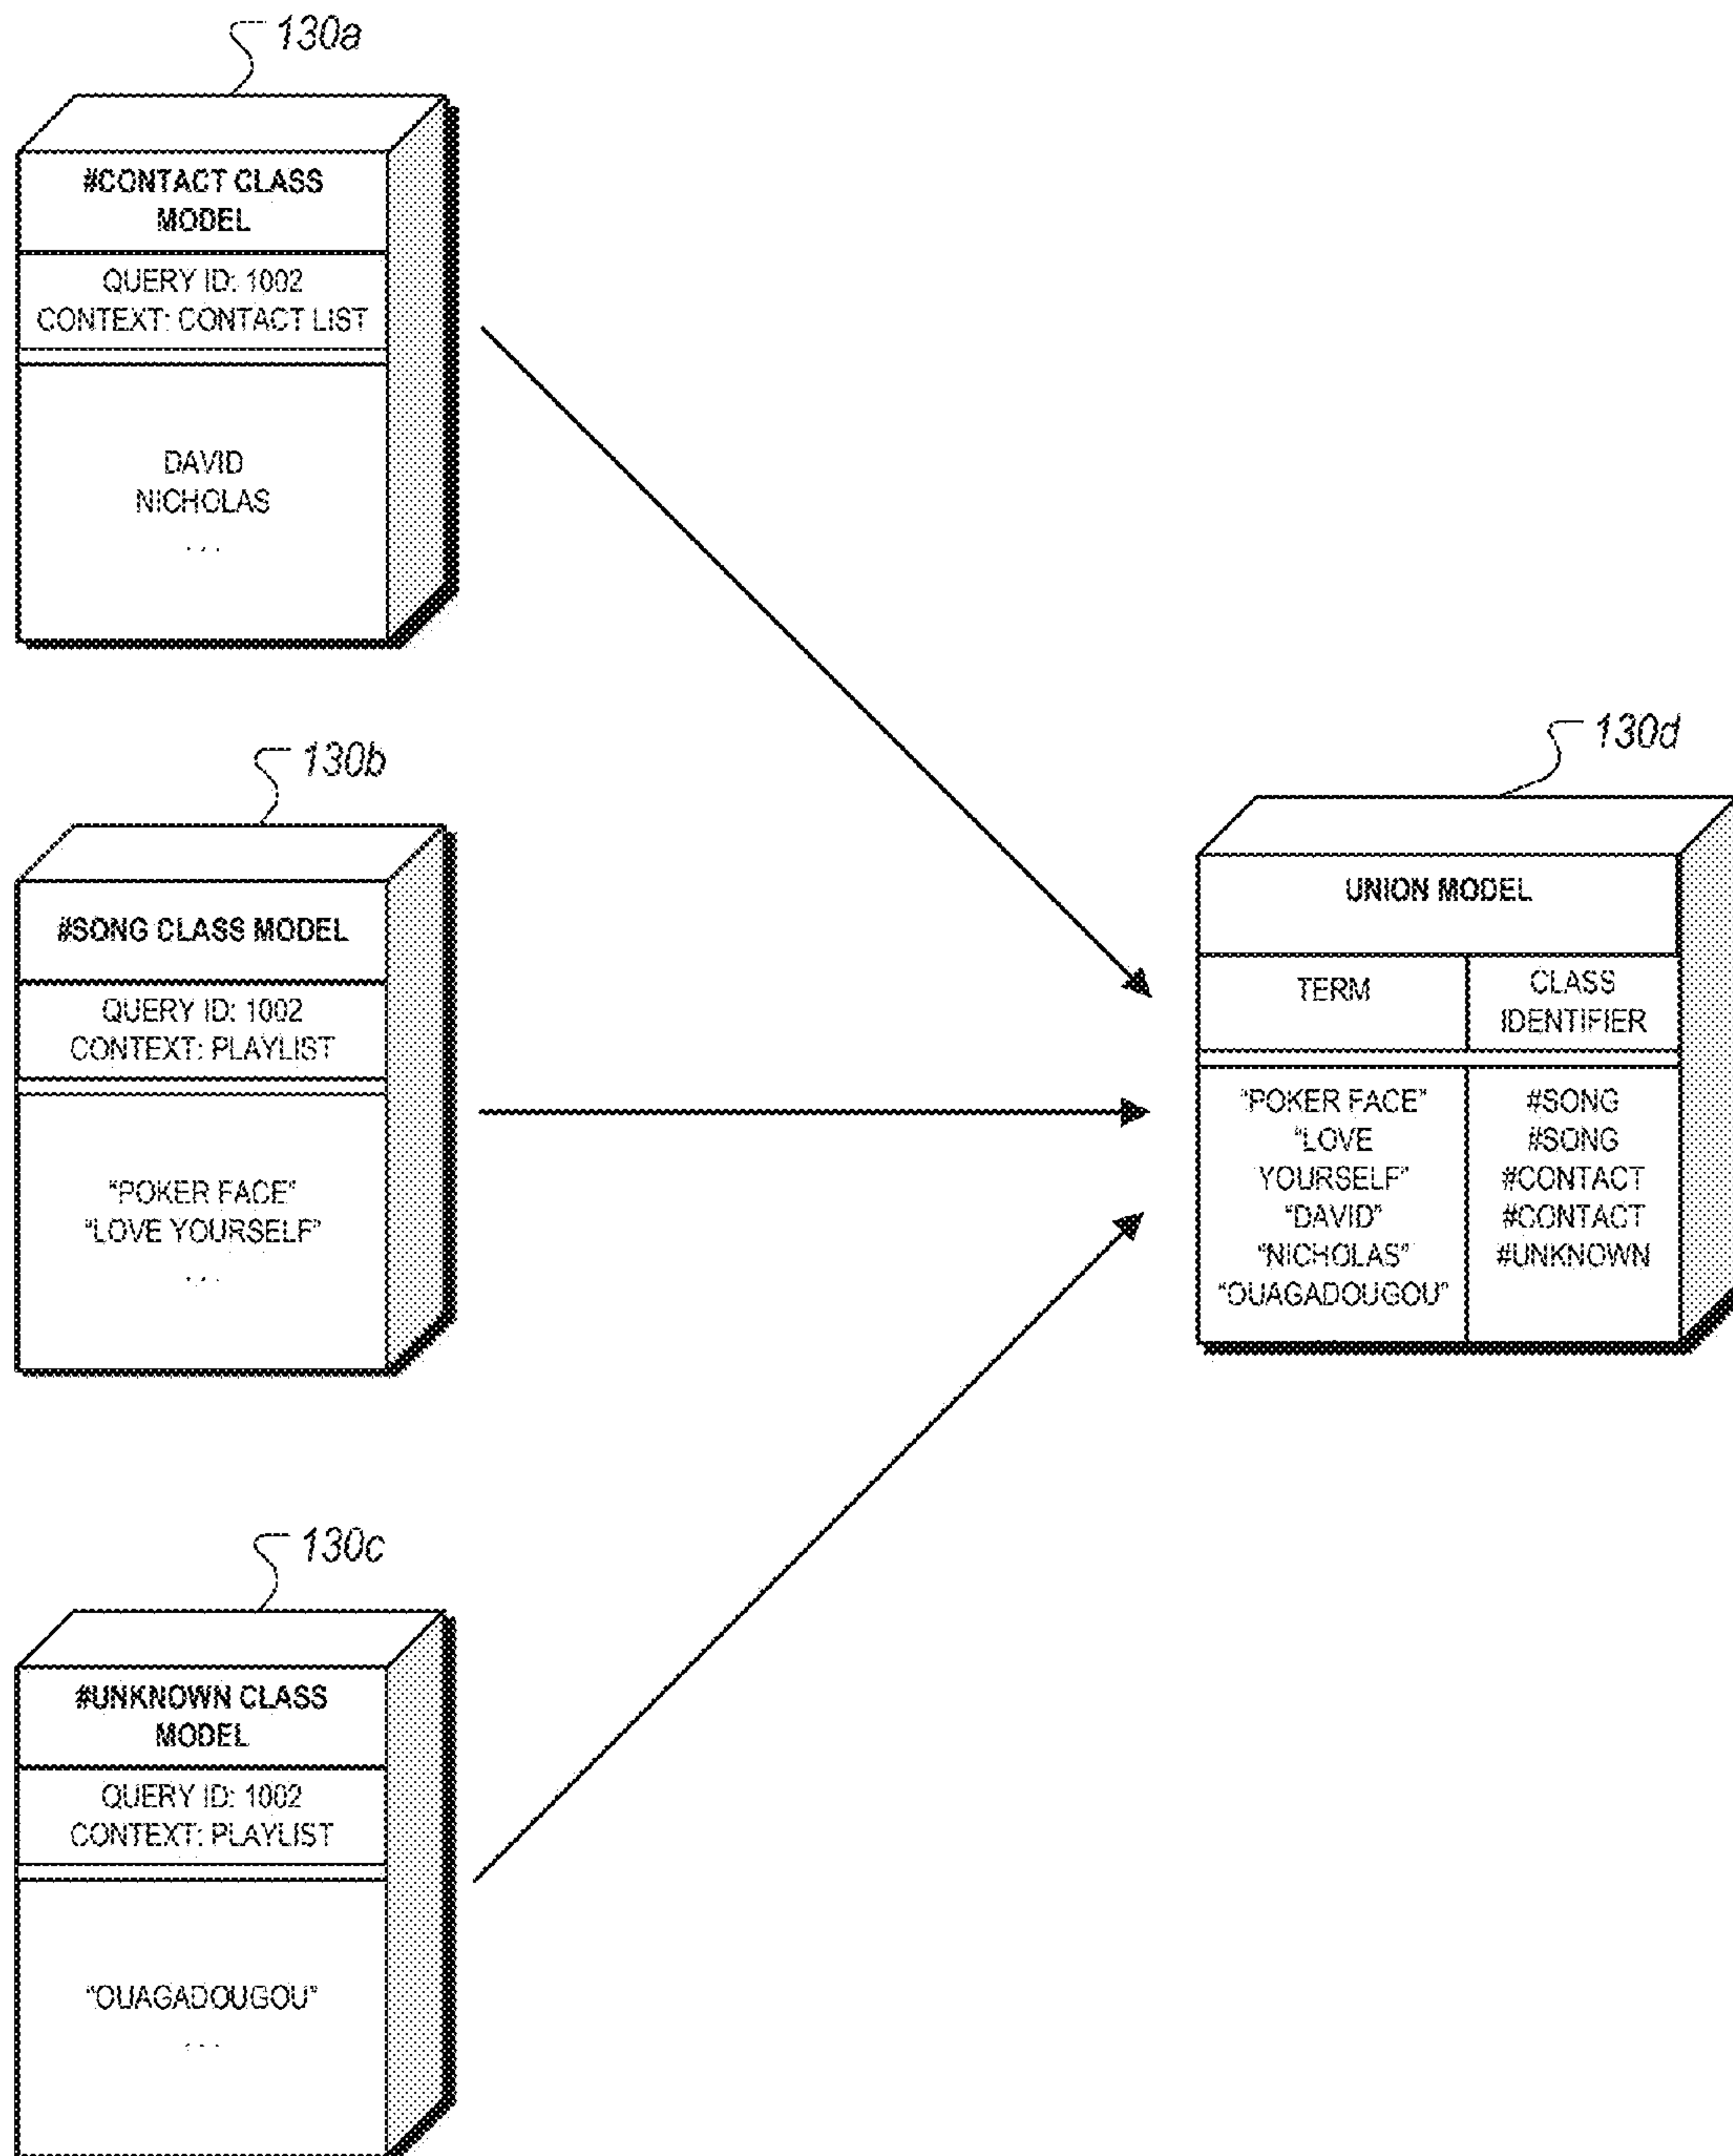 130a
#CONTACT CLASS
MODEL
QUERY ID: 1002
CONTEXT: CONTACT LIST
DAVID
NICHOLAS
...
130b
#SONG CLASS MODEL
QUERY ID: 1002
CONTEXT: PLAYLIST
"POKER FACE"
"LOVE YOURSELF"
...
130c
#UNKNOWN CLASS
MODEL
QUERY ID: 1002
CONTEXT: PLAYLIST
"OUAGADOUGOU"
...
130d
UNION MODEL
TERM
CLASS
IDENTIFIER
"POKER FACE"
"LOVE
YOURSELF"
"DAVID"
"NICHOLAS"
"OUAGADOUGOU"
#SONG
#SONG
#CONTACT
#CONTACT
#UNKNOWN